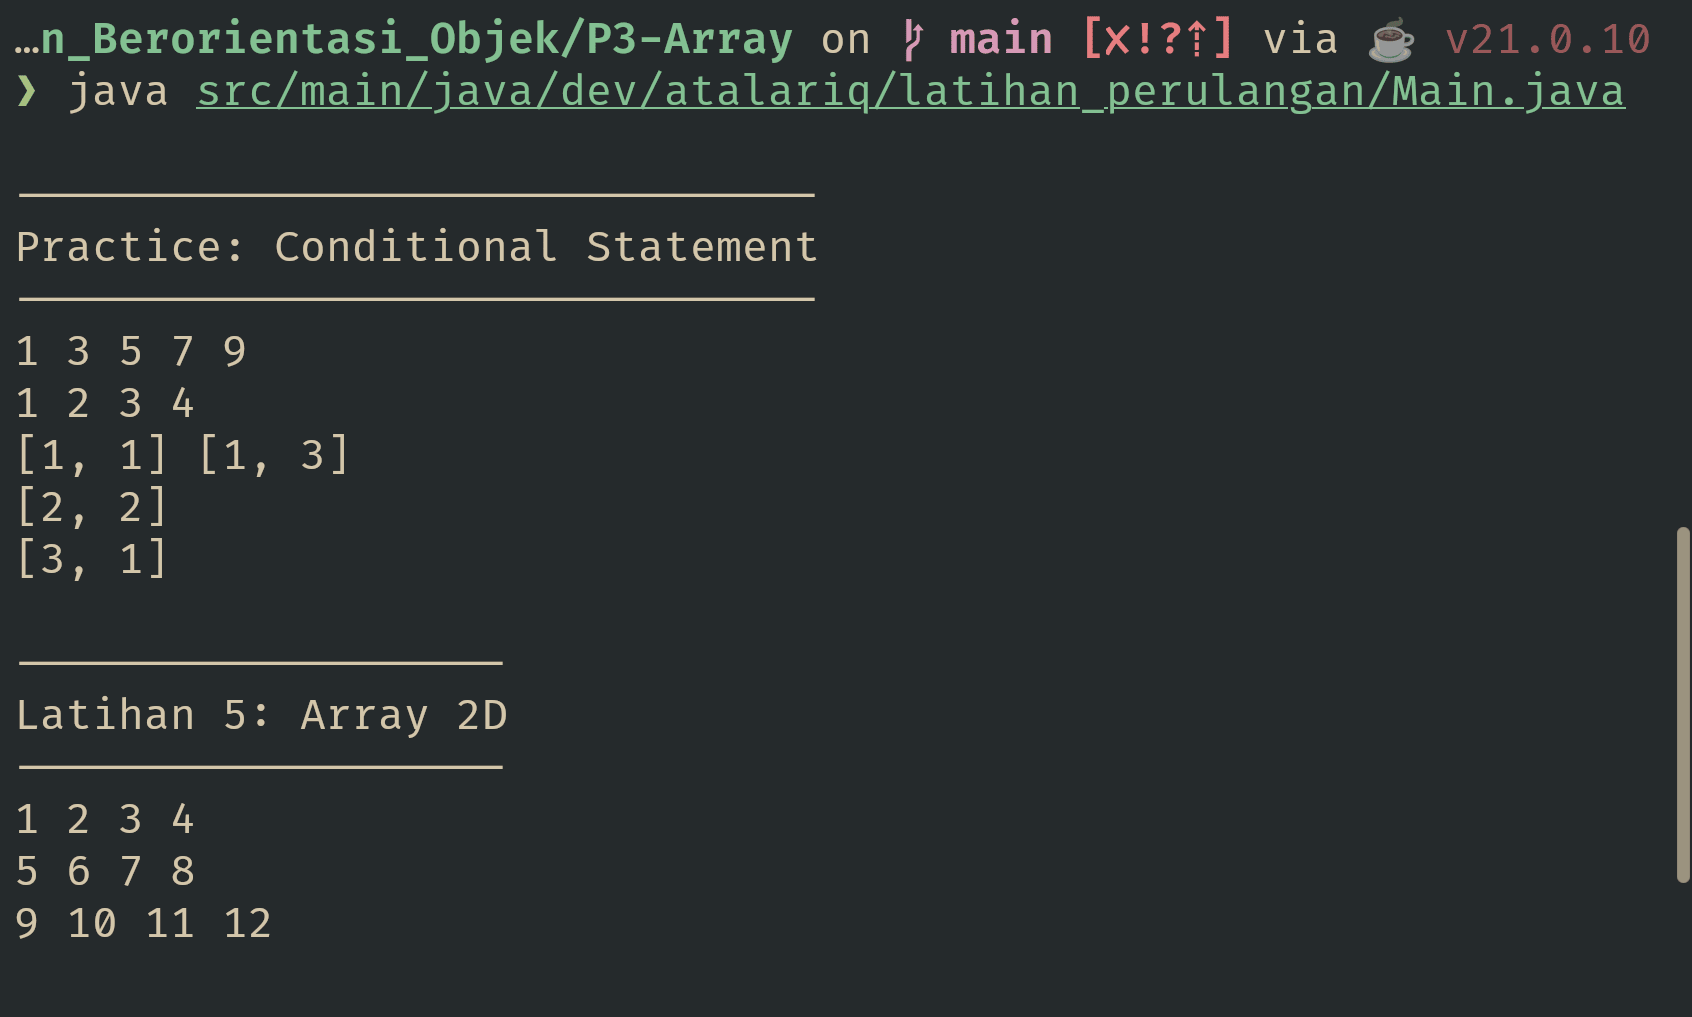 …n_Berorientasi_Objek/P3-Array on main [x!?⇡] via ☕ v21.0.10
❯ java src/main/java/dev/atalariq/latihan_perulangan/Main.java
Practice: Conditional Statement
1 3 5 7 9
1 2 3 4
[1, 1] [1, 3]
[2, 2]
[3, 1]
Latihan 5: Array 2D
1 2 3 4
5 6 7 8
9 10 11 12